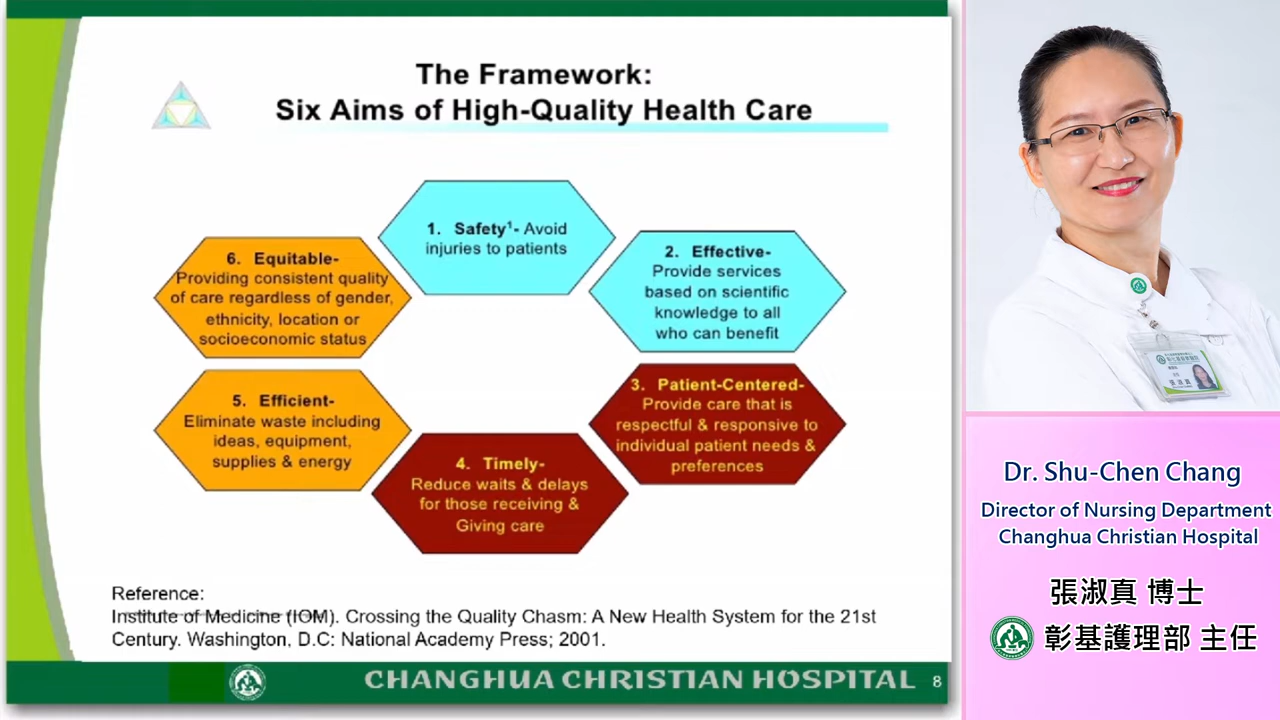 The Framework:
Six Aims of High-Quality Health Care
1. Safety¹- Avoid
injuries to patients
2. Effective-
Provide services
based on scientific
knowledge to all
who can benefit
3. Patient-Centered-
Provide care that is
respectful & responsive to
individual patient needs &
preferences
4. Timely-
Reduce waits & delays
for those receiving &
Giving care
5. Efficient-
Eliminate waste including
ideas, equipment,
supplies & energy
6. Equitable-
Providing consistent quality
of care regardless of gender,
ethnicity, location or
socioeconomic status
Reference:
Institute of Medicine (IOM). Crossing the Quality Chasm: A New Health System for the 21st
Century. Washington, D.C: National Academy Press; 2001.
CHANGHUA CHRISTIAN HOSPITAL 8
張淑真
Dr. Shu-Chen Chang
Director of Nursing Department
Changhua Christian Hospital
張淑真 博士
彰基護理部 主任